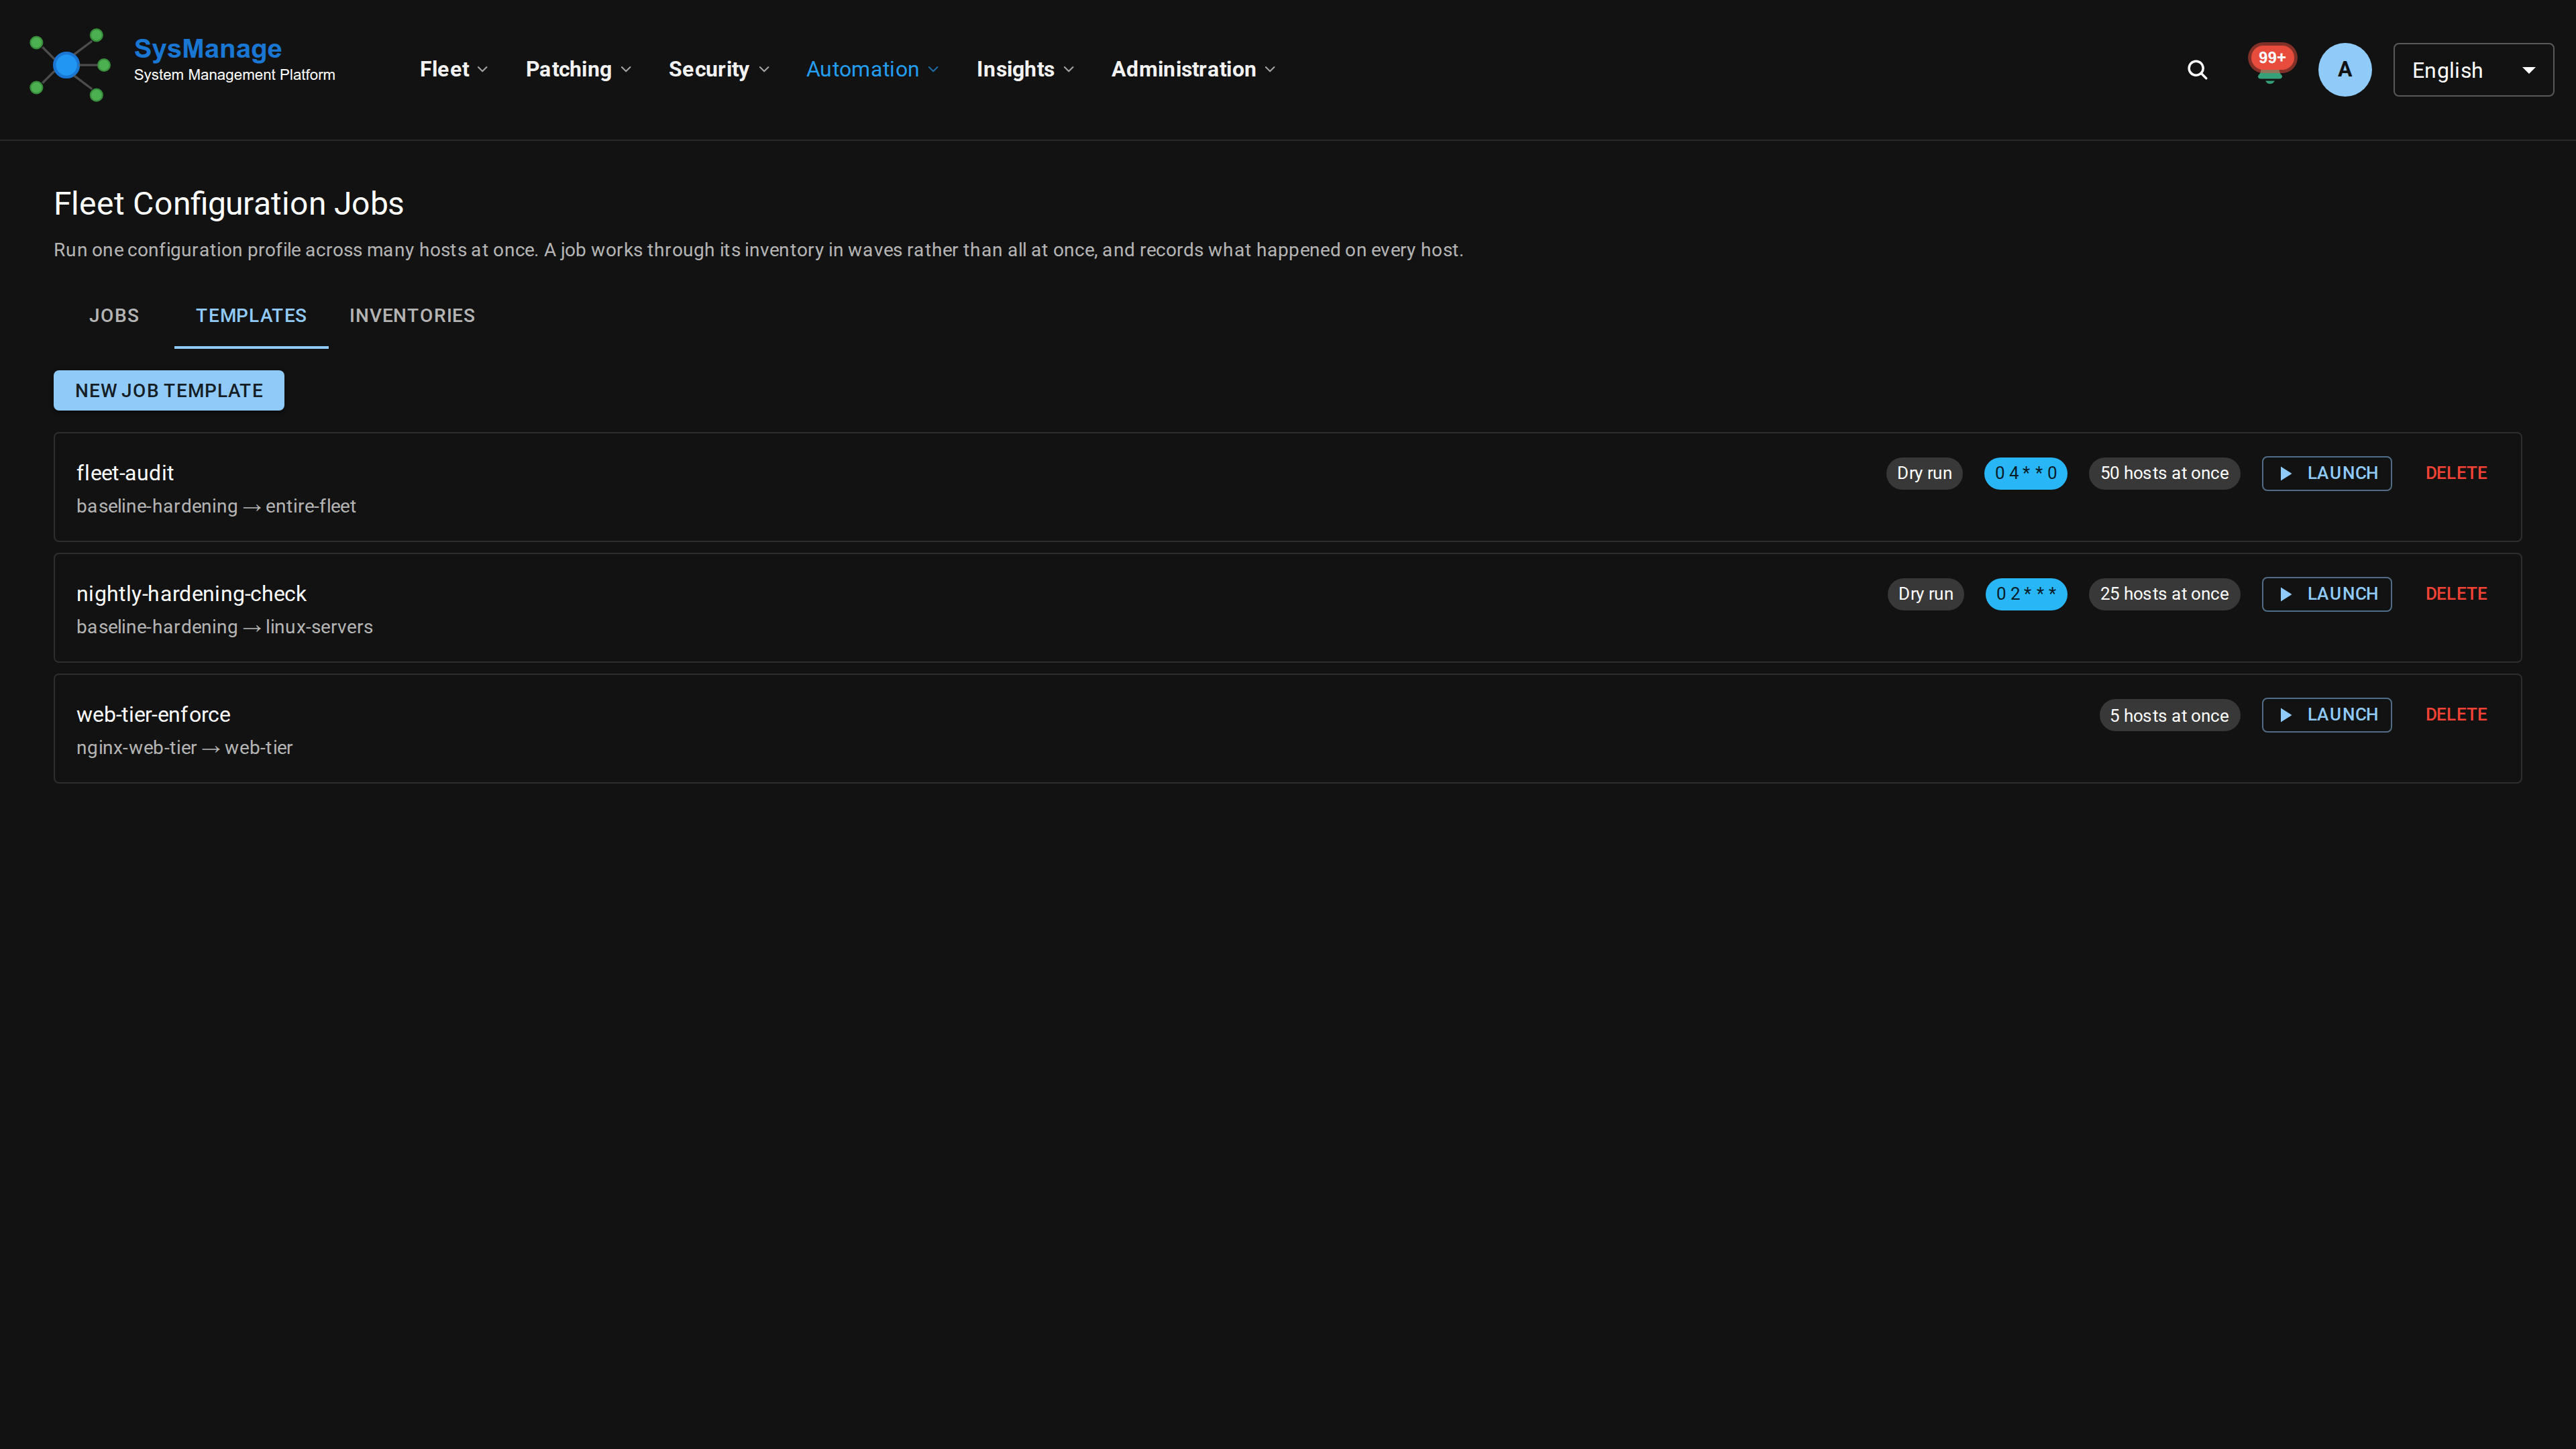 SysManage
System Management Platform
Fleet
Patching
Security
Automation
Insights
Administration
99+
A
English
Fleet Configuration Jobs
Run one configuration profile across many hosts at once. A job works through its inventory in waves rather than all at once, and records what happened on every host.
JOBS
TEMPLATES
INVENTORIES
NEW JOB TEMPLATE
fleet-audit
Dry run
0 4 * * 0
50 hosts at once
LAUNCH
DELETE
baseline-hardening → entire-fleet
nightly-hardening-check
Dry run
0 2 * * *
25 hosts at once
LAUNCH
DELETE
baseline-hardening → linux-servers
web-tier-enforce
5 hosts at once
LAUNCH
DELETE
nginx-web-tier → web-tier